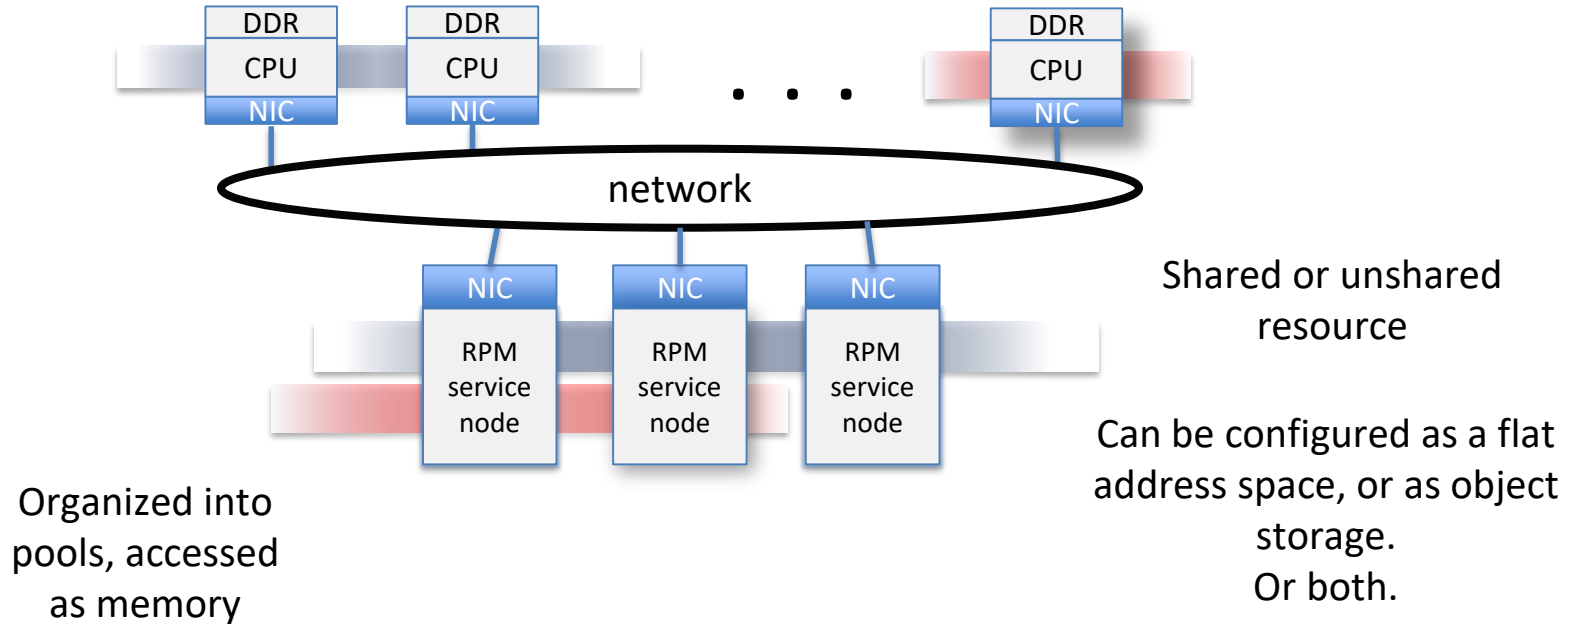 DDR
CPU
NIC
DDR
CPU
NIC
. . .
DDR
CPU
NIC
network
NIC
RPM
service
node
NIC
RPM
service
node
NIC
RPM
service
node
Shared or unshared
resource
Can be configured as a flat
address space, or as object
storage.
Or both.
Organized into
pools, accessed
as memory